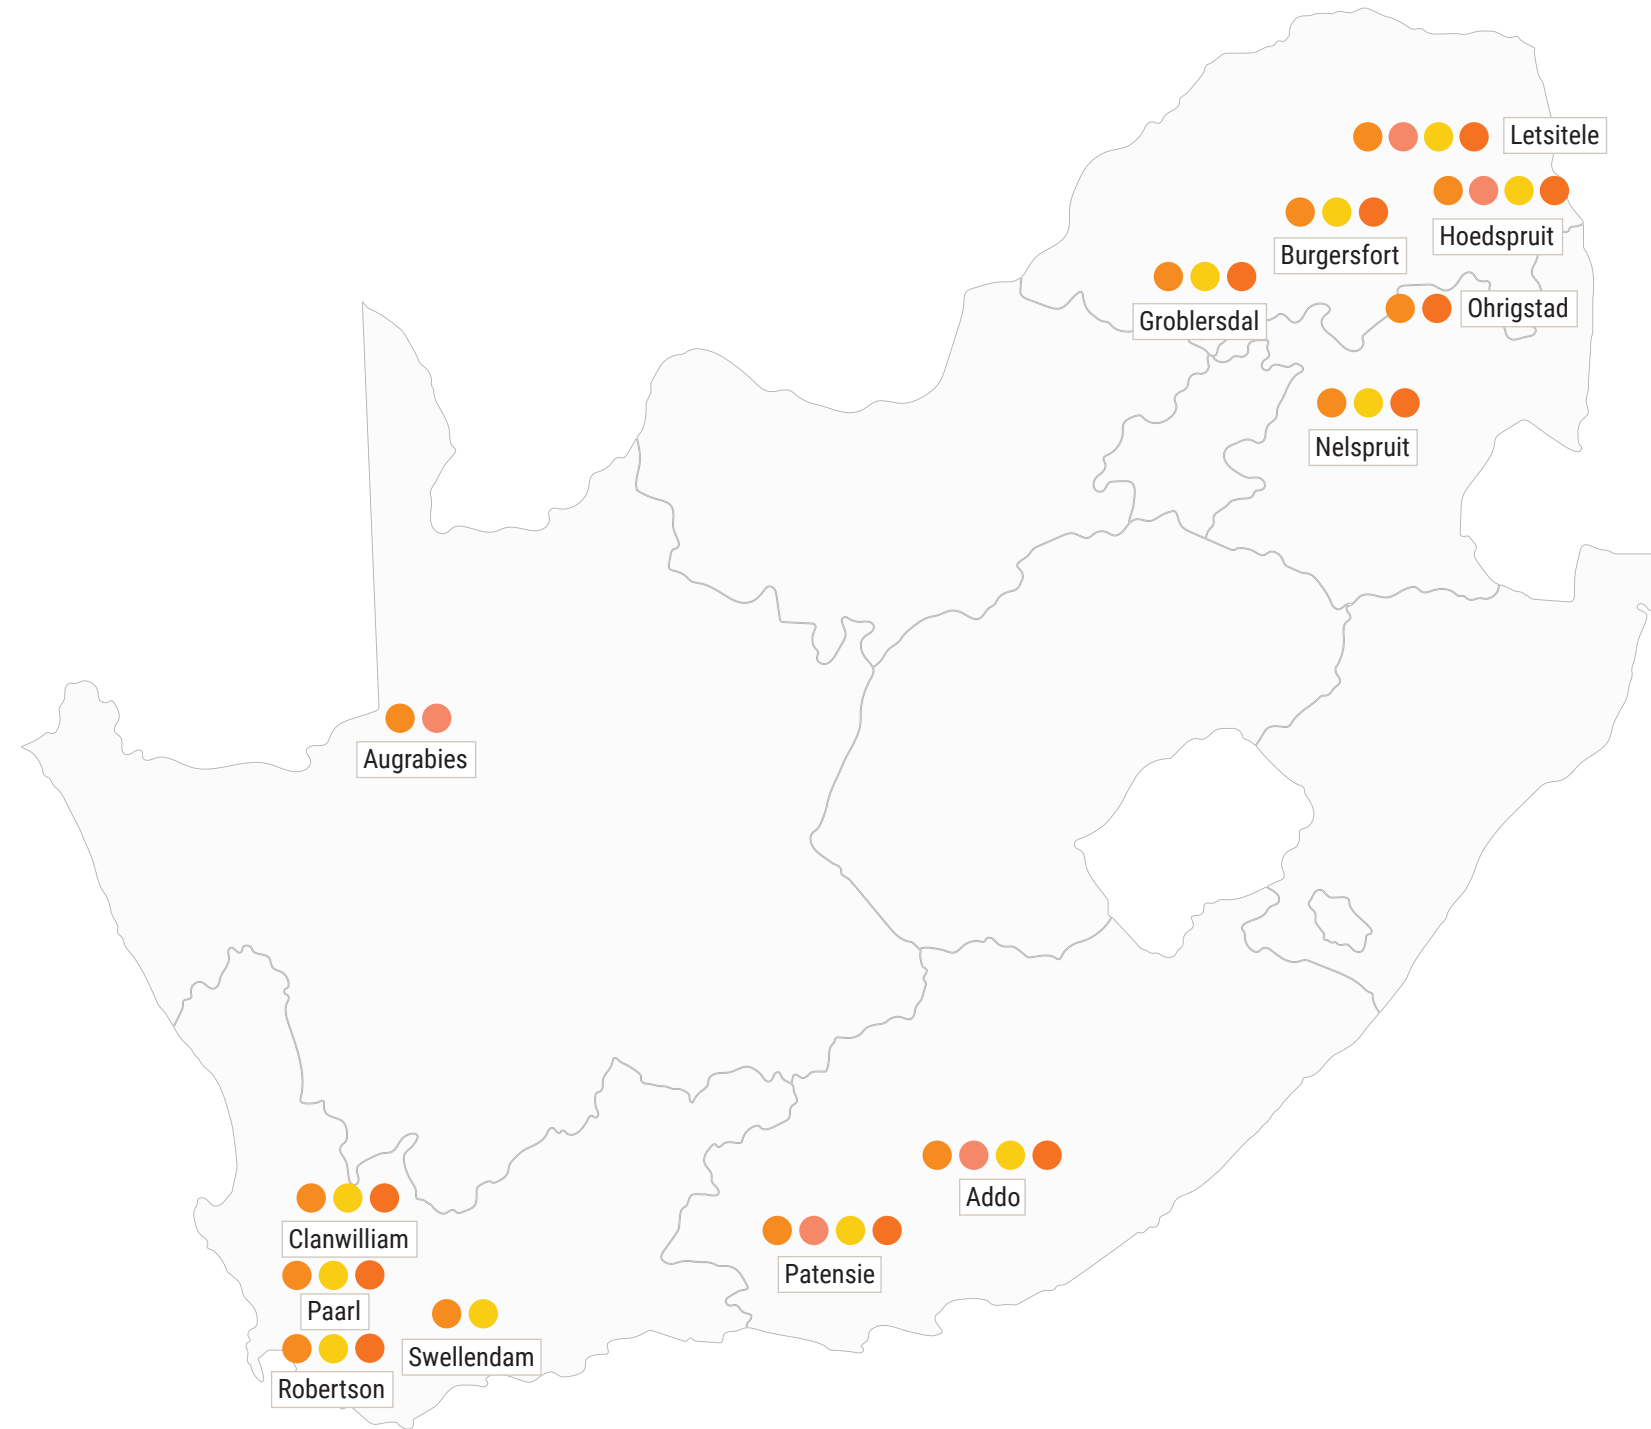 Letsitele
Hoedspruit
Burgersfort
Ohrigstad
Groblersdal
Nelspruit
Augrabies
Addo
Clanwilliam
Patensie
Paarl
Swellendam
Robertson